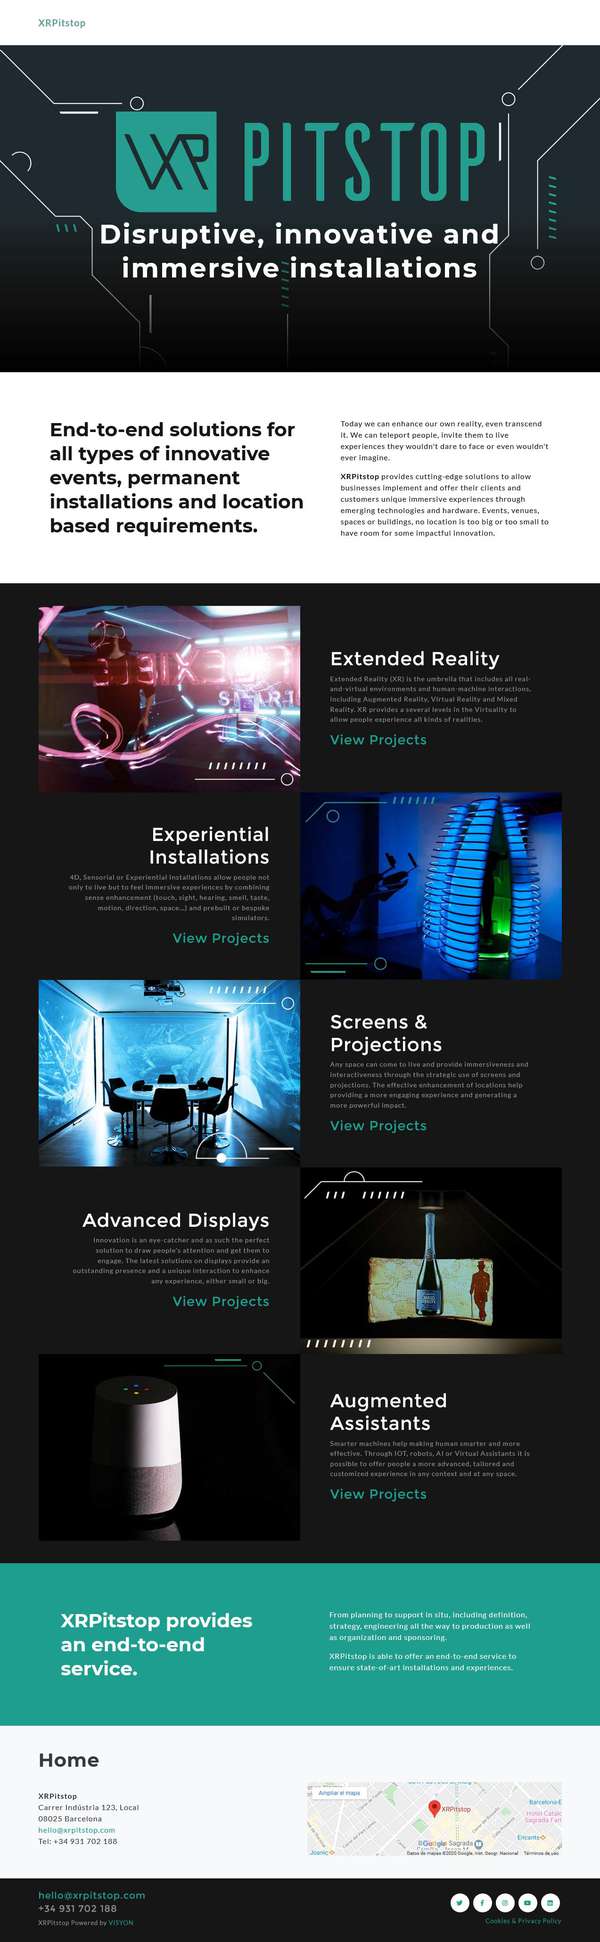 XRPitstop
XR PITSTOP
Disruptive, innovative and
immersive installations
End-to-end solutions for
all types of innovative
events, permanent
installations and location
based requirements.
Today we can enhance our own reality, even transcend
it. We can teleport people, invite them to live
experiences they wouldn't dare to face or even wouldn't
ever imagine.
XRPitstop provides cutting-edge solutions to allow
businesses implement and offer their clients and
customers unique immersive experiences through
emerging technologies and hardware. Events, venues,
spaces or buildings, no location is too big or too small to
have room for some impactful innovation.
Extended Reality
Extended Reality (XR) is the umbrella that includes all real-
and-virtual environments and human-machine interactions,
including Augmented Reality, Virtual Reality and Mixed
Reality. XR provides a several levels in the Virtuality to
allow people experience all kinds of realities.
View Projects
Experiential
Installations
4D, Sensorial or Experiential Installations allow people not
only to live but to feel immersive experiences by combining
sense enhancement (touch, sight, hearing, smell, taste,
motion, direction, space...) and prebuilt or bespoke
simulators.
View Projects
Screens &
Projections
Any space can come to live and provide immersiveness and
interactiveness through the strategic use of screens and
projections. The effective enhancement of locations help
providing a more engaging experience and generating a
more powerful impact.
View Projects
Advanced Displays
Innovation is an eye-catcher and as such the perfect
solution to draw people's attention and get them to
engage. The latest solutions on displays provide an
outstanding presence and a unique interaction to enhance
any experience, either small or big.
View Projects
Augmented
Assistants
Smarter machines help making human smarter and more
effective. Through IOT, robots, AI or Virtual Assistants it is
possible to offer people a more advanced, tailored and
customized experience in any context and at any space.
View Projects
XRPitstop provides
an end-to-end
service.
From planning to support in situ, including definition,
strategy, engineering all the way to production as well
as organization and sponsoring.
XRPitstop is able to offer an end-to-end service to
ensure state-of-art installations and experiences.
Home
XRPitstop
Carrer Indústria 123, Local
08025 Barcelona
hello@xrpitstop.com
Tel: +34 931 702 188
Ampliar el mapa
XRPitstop
Barcelona-E
Hotel Catalo
Sagrada Fam
Encants
Google
Sagrada
Joanic
Datos de mapas ©2020 Google, Inst. Geogr. Nacional
Términos de uso
hello@xrpitstop.com
+34 931 702 188
XRPitstop Powered by VISYON
Cookies & Privacy Policy